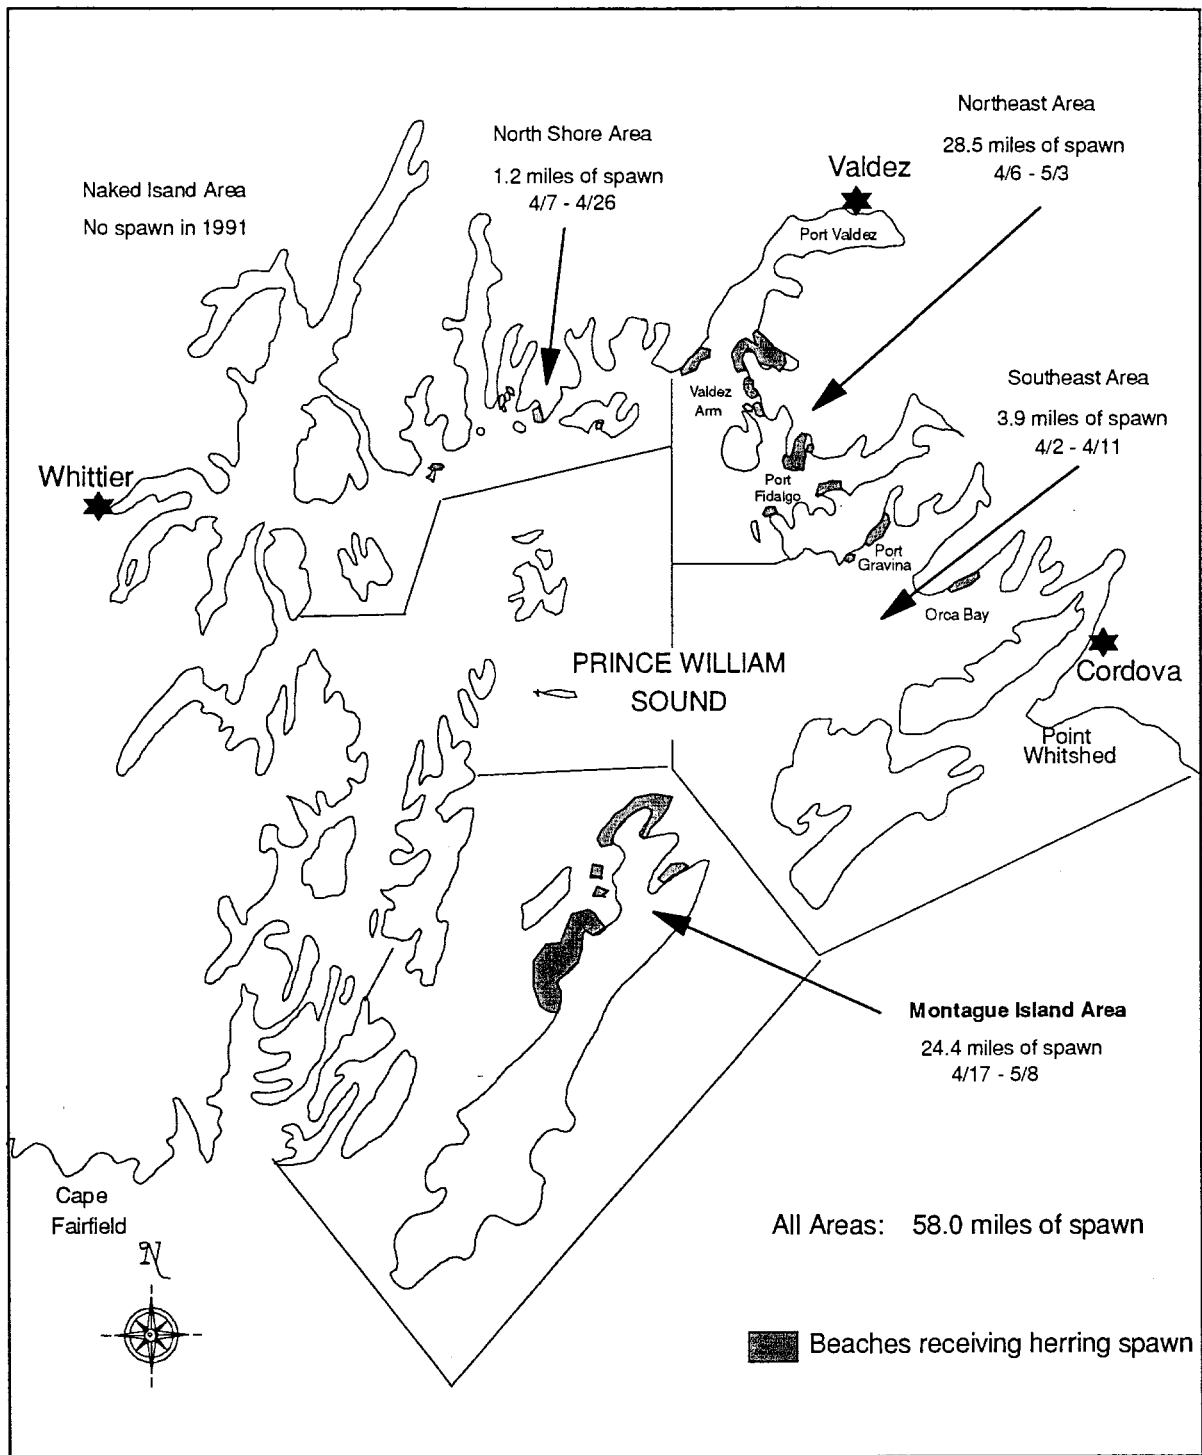 Northeast Area
28.5 miles of spawn
4/6 - 5/3
North Shore Area
1.2 miles of spawn
4/7 - 4/26
Naked Isand Area
No spawn in 1991
Valdez
Port Valdez
Southeast Area
3.9 miles of spawn
4/2 - 4/11
Valdez
Arm
Whittier
Port
Fidalgo
Port
Gravina
Orca Bay
PRINCE WILLIAM
SOUND
Cordova
Point
Whitshed
Montague Island Area
24.4 miles of spawn
4/17 - 5/8
Cape
Fairfield
N
All Areas: 58.0 miles of spawn
Beaches receiving herring spawn